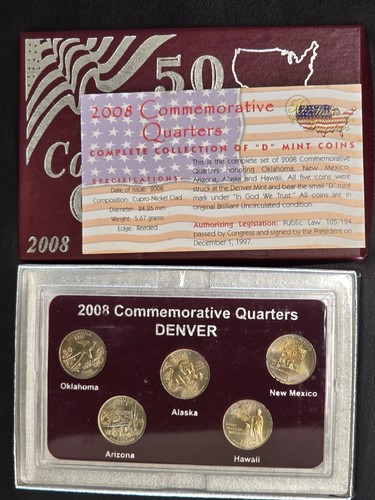 50
Co
2008
2008 Commemorative
Quarters
COMPLETE COLLECTION OF "D" MINT COINS
SPECIFICATIONS:
Date of Issue: 2008
Composition: Cupro-Nickel Clad
Diameter: 24.26 mm
Weight: 5.67 grams
Edge: Reeded
This is the complete set of 2008 Commemorative
Quarters honoring Oklahoma, New Mexico,
Arizona, Alaska and Hawaii. All five coins were
struck at the Denver Mint and bear the small "D" mint
mark under "In God We Trust." All coins are in
original Brilliant Uncirculated condition.
Authorizing Legislation: Public Law 105-124
passed by Congress and signed by the President on
December 1, 1997.
2008 Commemorative Quarters
DENVER
Oklahoma
Alaska
New Mexico
Arizona
Hawaii